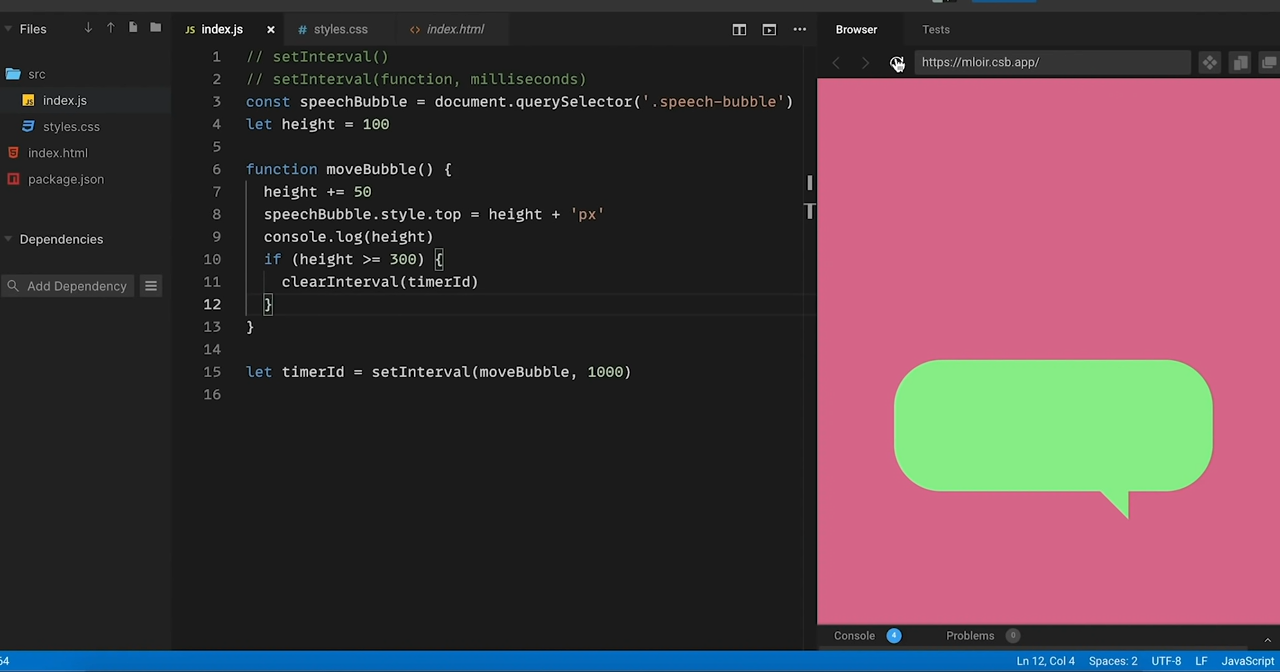 Files
src
index.js
styles.css
index.html
package.json
Dependencies
Add Dependency
JS index.js ×
# styles.css
<> index.html
1 // setInterval()
2 // setInterval(function, milliseconds)
3 const speechBubble = document.querySelector('.speech-bubble')
4 let height = 100
5
6 function moveBubble() {
7 height += 50
8 speechBubble.style.top = height + 'px'
9 console.log(height)
10 if (height >= 300) {
11 clearInterval(timerId)
12 }
13 }
14
15 let timerId = setInterval(moveBubble, 1000)
16
Browser Tests
https://mloir.csb.app/
Console 4 Problems 0
64 Ln 12, Col 4 Spaces: 2 UTF-8 LF JavaScript